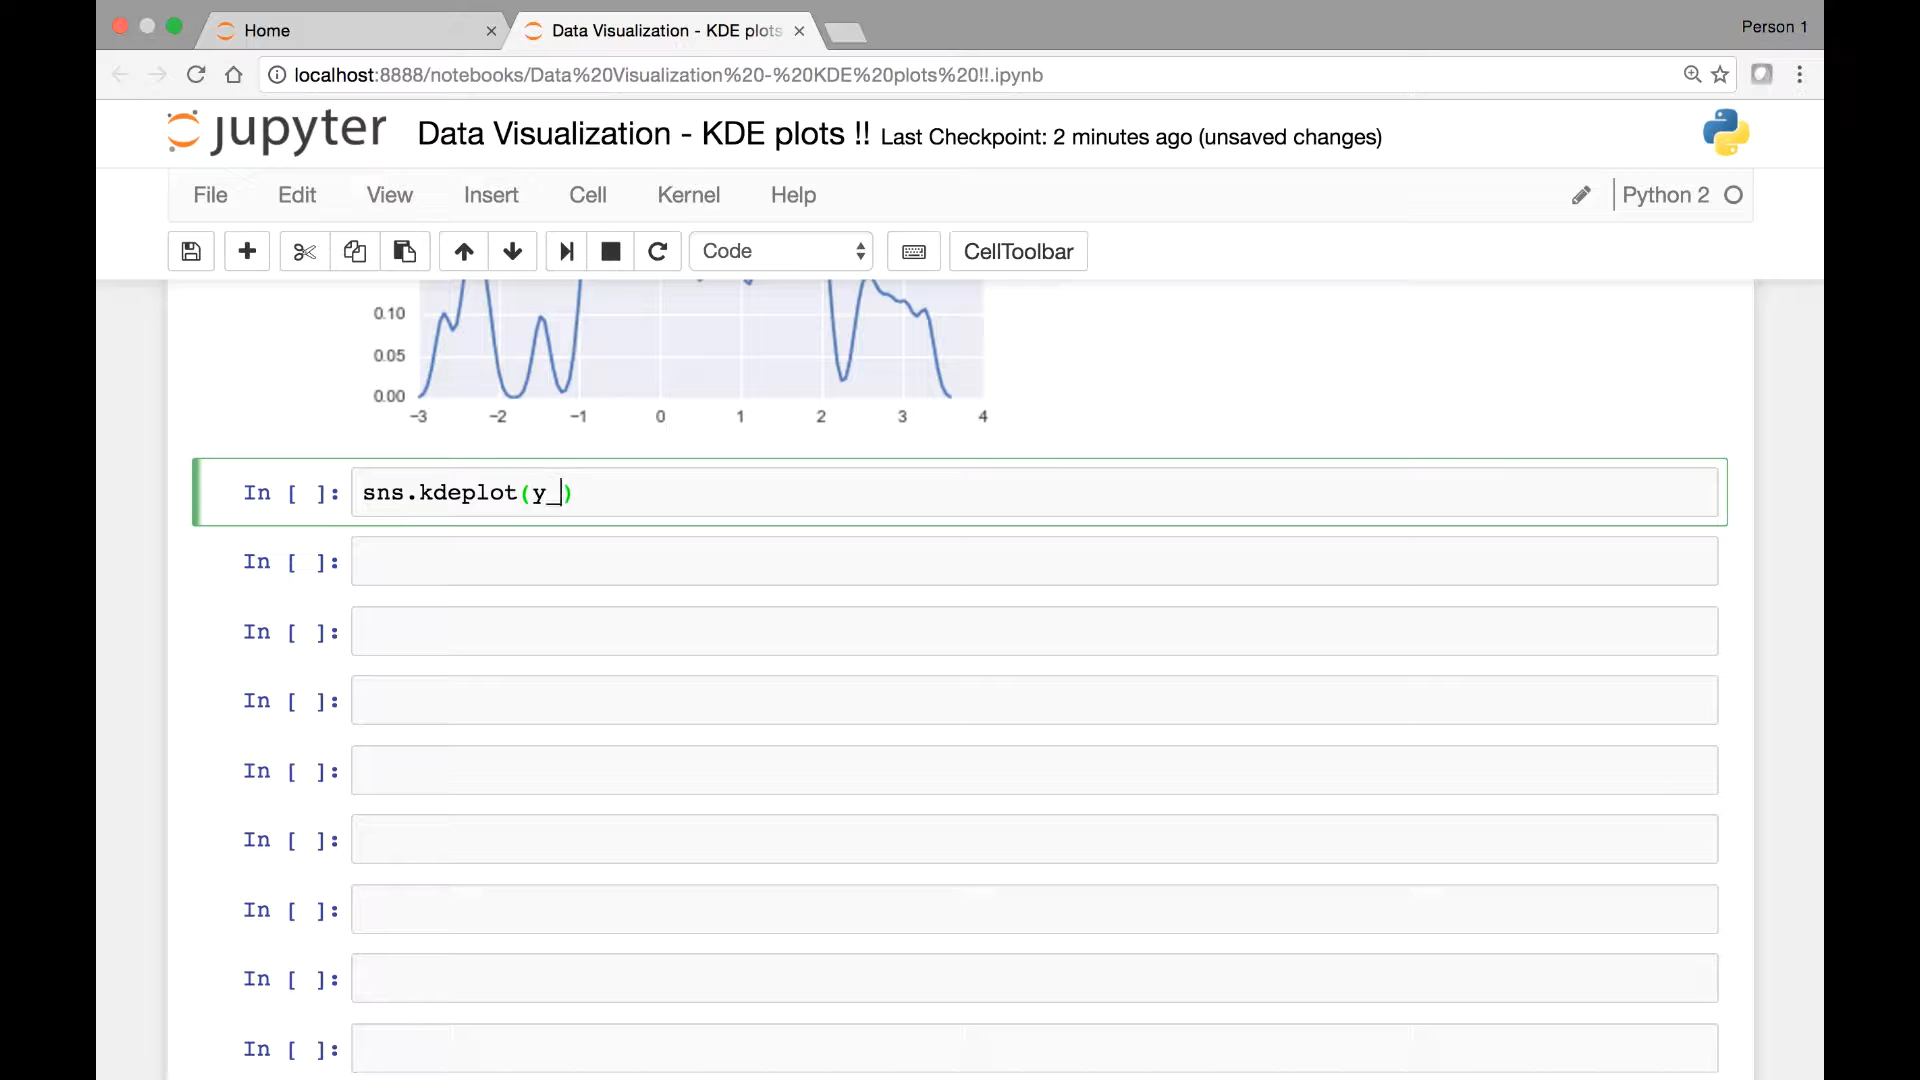 Home
Data Visualization - KDE plots
Person 1
localhost:8888/notebooks/Data%20Visualization%20-%20KDE%20plots%20!!.ipynb
jupyter Data Visualization - KDE plots !! Last Checkpoint: 2 minutes ago (unsaved changes)
File Edit View Insert Cell Kernel Help Python 2
Code CellToolbar
0.10
0.05
0.00
−3 −2 −1 0 1 2 3 4
In [ ]: sns.kdeplot(y_)
In [ ]:
In [ ]:
In [ ]:
In [ ]:
In [ ]:
In [ ]:
In [ ]:
In [ ]: